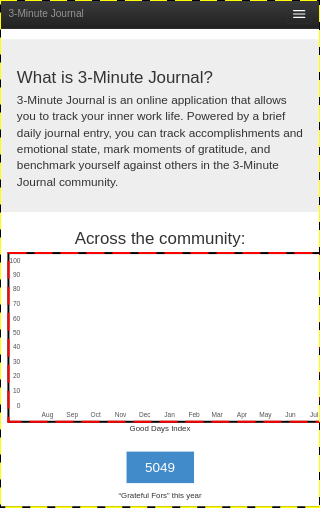 3-Minute Journal
What is 3-Minute Journal?
3-Minute Journal is an online application that allows
you to track your inner work life. Powered by a brief
daily journal entry, you can track accomplishments and
emotional state, mark moments of gratitude, and
benchmark yourself against others in the 3-Minute
Journal community.
Across the community:
100
90
80
70
60
50
40
30
20
10
0
Aug Sep Oct Nov Dec Jan Feb Mar Apr May Jun Jul
Good Days Index
5049
“Grateful Fors” this year